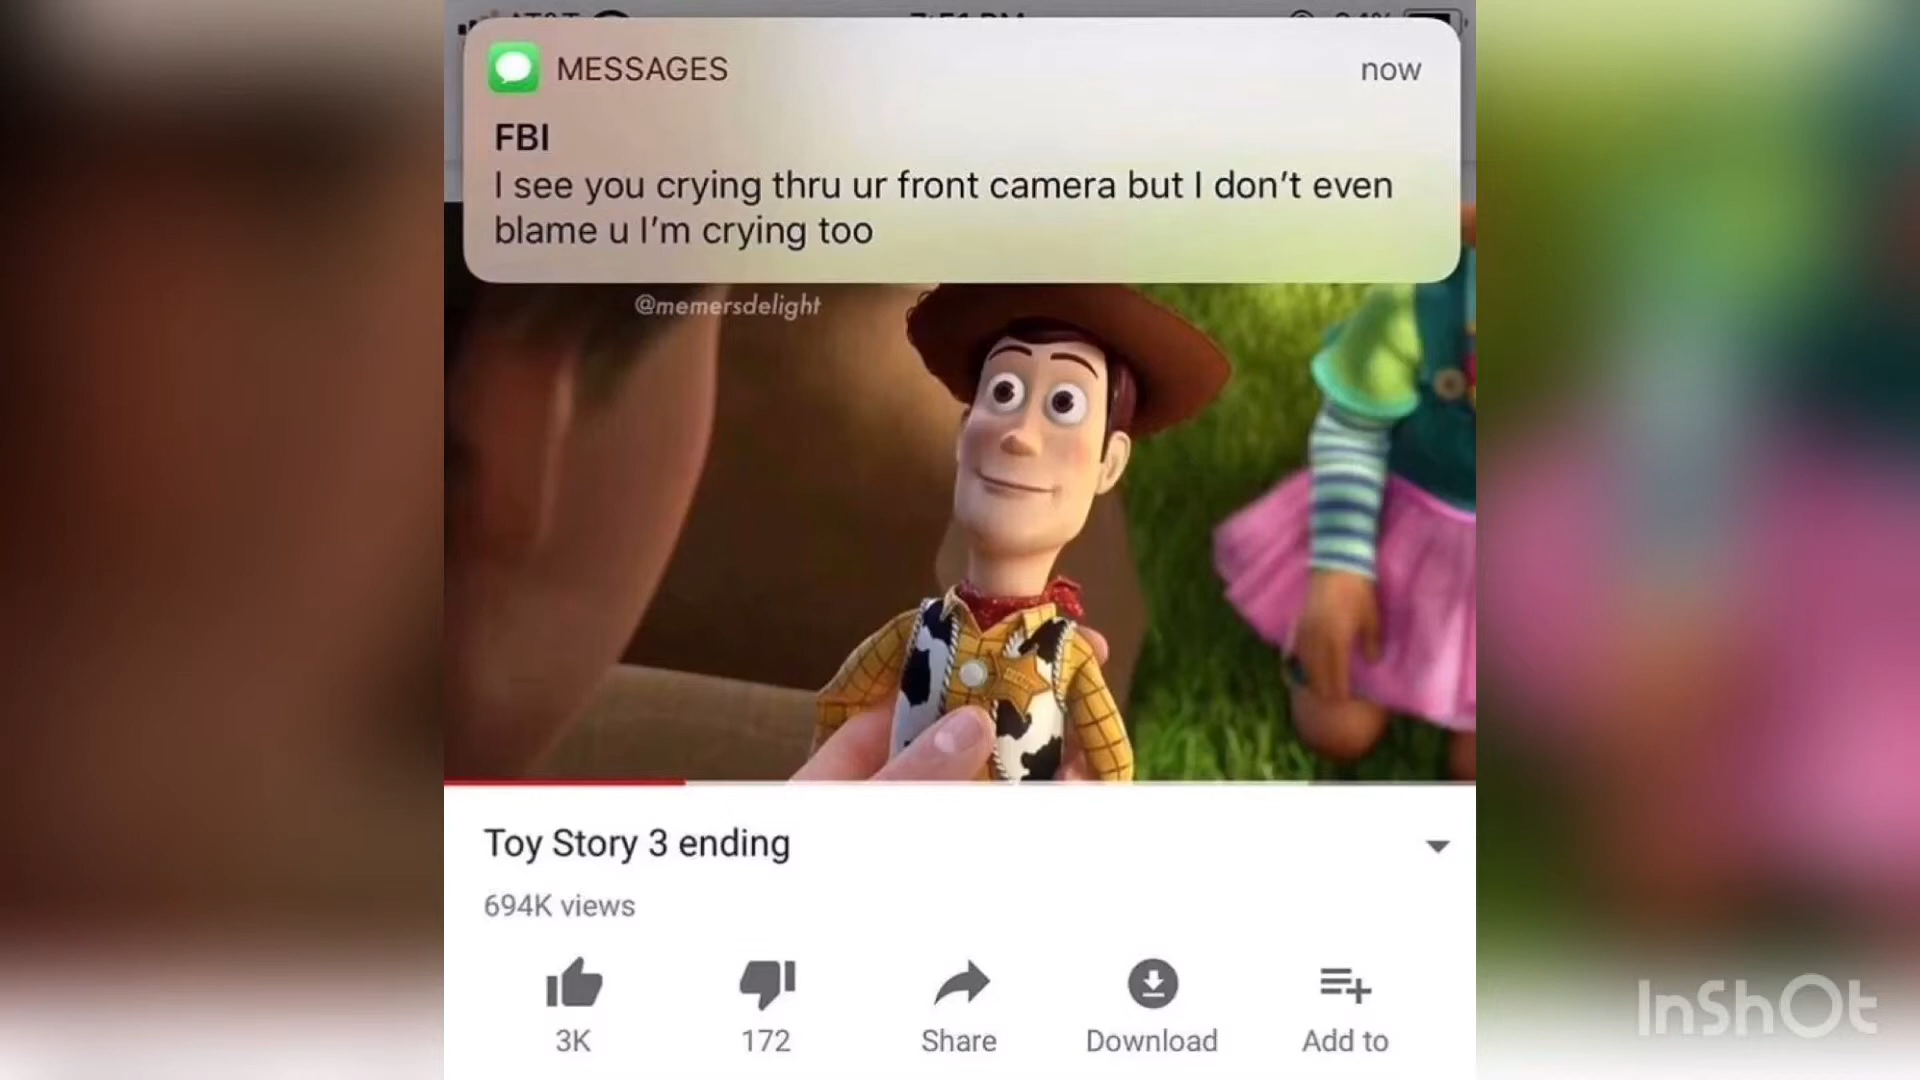 MESSAGES
now
FBI
I see you crying thru ur front camera but I don't even
blame u I'm crying too
@memersdelight
Toy Story 3 ending
694K views
3K
172
Share
Download
Add to
InShOt